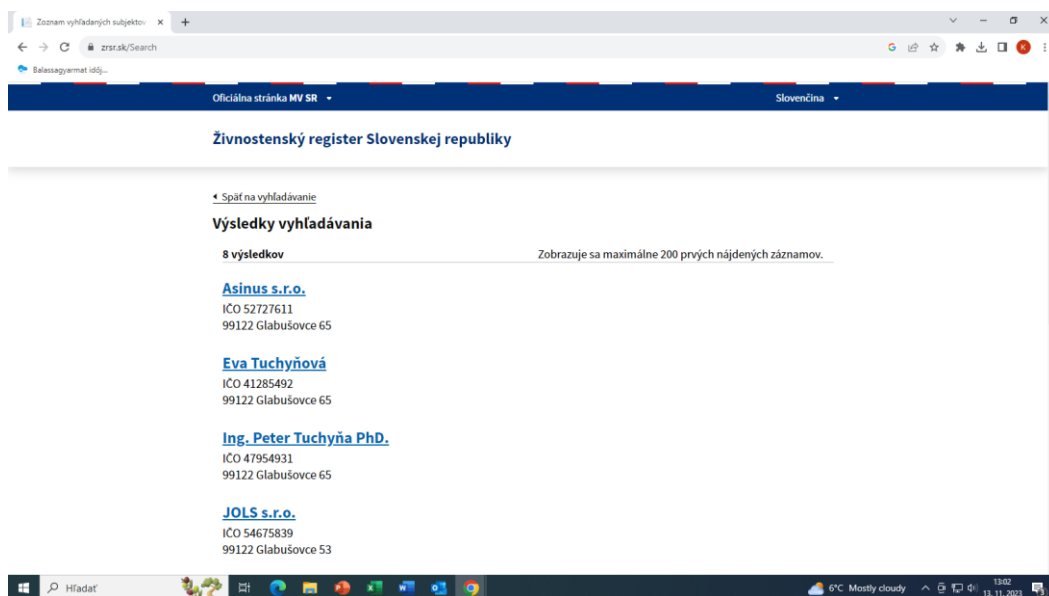 Zoznam vyhľadaných subjektov
zrsr.sk/Search
Balassagyarmat időj...
Oficiálna stránka MV SR
Slovenčina
Živnostenský register Slovenskej republiky
Späť na vyhľadávanie
Výsledky vyhľadávania
8 výsledkov
Zobrazuje sa maximálne 200 prvých nájdených záznamov.
Asinus s.r.o.
IČO 52727611
99122 Glabušovce 65
Eva Tuchyňová
IČO 41285492
99122 Glabušovce 65
Ing. Peter Tuchyňa PhD.
IČO 47954931
99122 Glabušovce 65
JOLS s.r.o.
IČO 54675839
99122 Glabušovce 53
Hľadať
6°C Mostly cloudy
13:02
13. 11. 2023